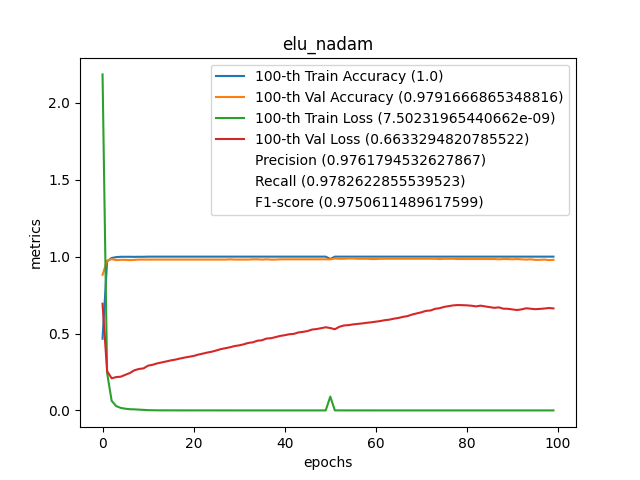 elu_nadam
100-th Train Accuracy (1.0)
100-th Val Accuracy (0.9791666865348816)
100-th Train Loss (7.50231965440662e-09)
100-th Val Loss (0.6633294820785522)
Precision (0.9761794532627867)
Recall (0.9782622855539523)
F1-score (0.9750611489617599)
metrics
2.0
1.5
1.0
0.5
0.0
0 20 40 60 80 100
epochs